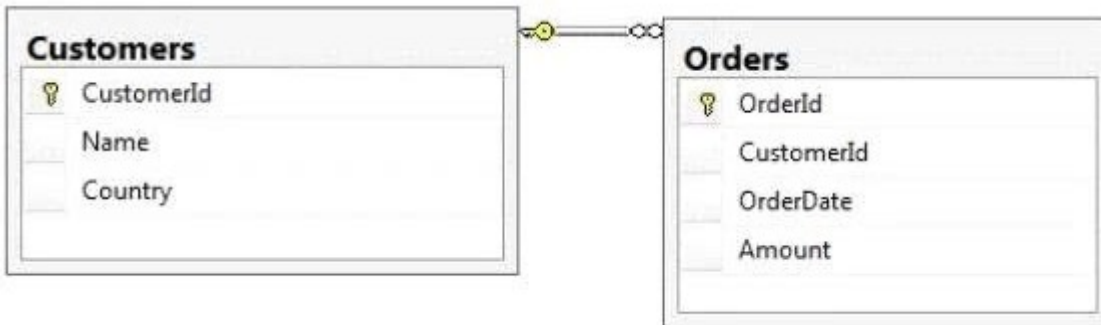 Customers
CustomerId
Name
Country
Orders
OrderId
CustomerId
OrderDate
Amount